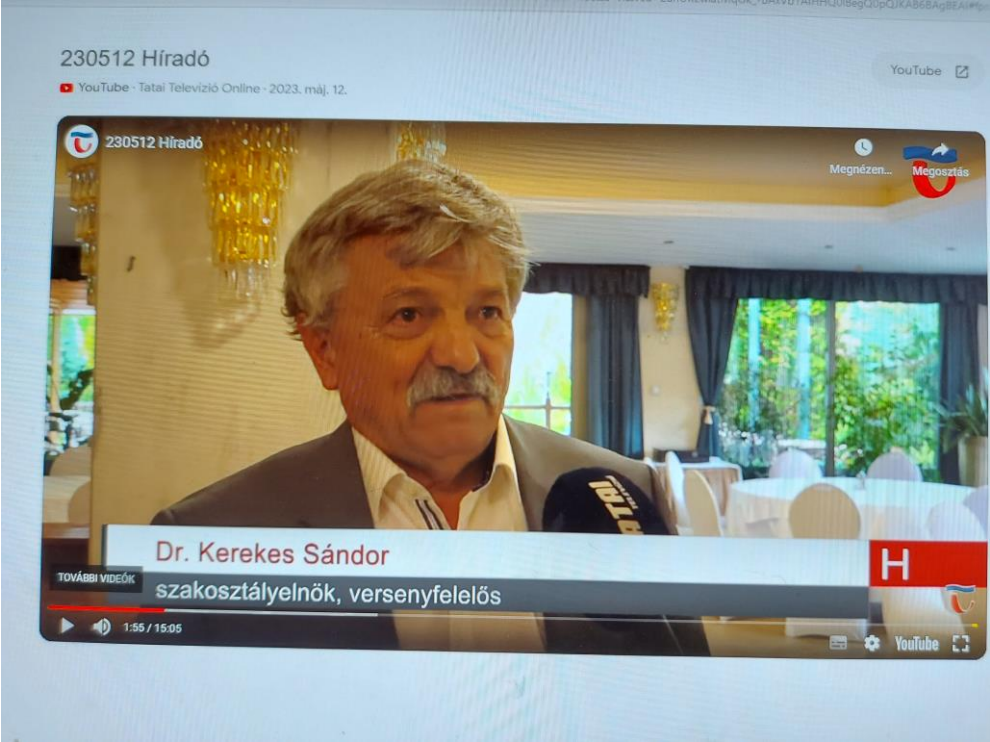 230512 Híradó
YouTube
YouTube · Tatai Televízió Online · 2023. máj. 12.
230512 Híradó
Megnézen...
Megosztás
TATAI
Dr. Kerekes Sándor
H
TOVÁBBI VIDEÓK
szakosztályelnök, versenyfelelős
1:55 / 15:05
YouTube